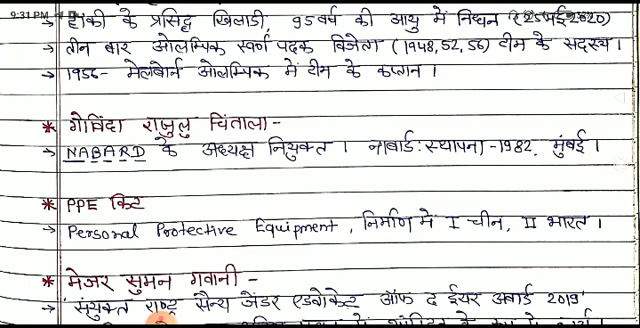 9:31 PM
→ हॉकी के प्रसिद्ध खिलाड़ी, 95 वर्ष की आयु में निधन (25 मई 2020)
→ तीन बार ओलम्पिक स्वर्ण पदक विजेता (1948, 52, 56) टीम के सदस्य।
→ 1956- मेलबोर्न ओलम्पिक में टीम के कप्तान।
* गोविंदा राजुलु चिंताला -
→ NABARD के अध्यक्ष नियुक्त। नाबार्ड : स्थापना - 1982, मुंबई।
* PPE किट
→ Personal Protective Equipment, निर्माण में I चीन, II भारत।
* मेजर सुमन गवानी -
→ 'संयुक्त राष्ट्र सैन्य जेंडर एडवोकेट ऑफ द ईयर अवार्ड 2019'